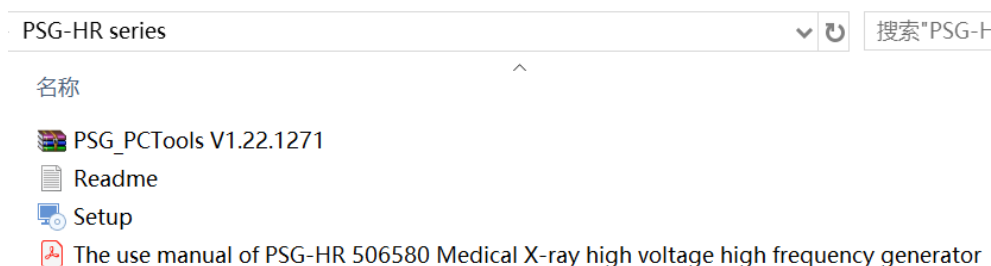 PSG-HR series
搜索"PSG-H
名称
PSG_PCTools V1.22.1271
Readme
Setup
The use manual of PSG-HR 506580 Medical X-ray high voltage high frequency generator